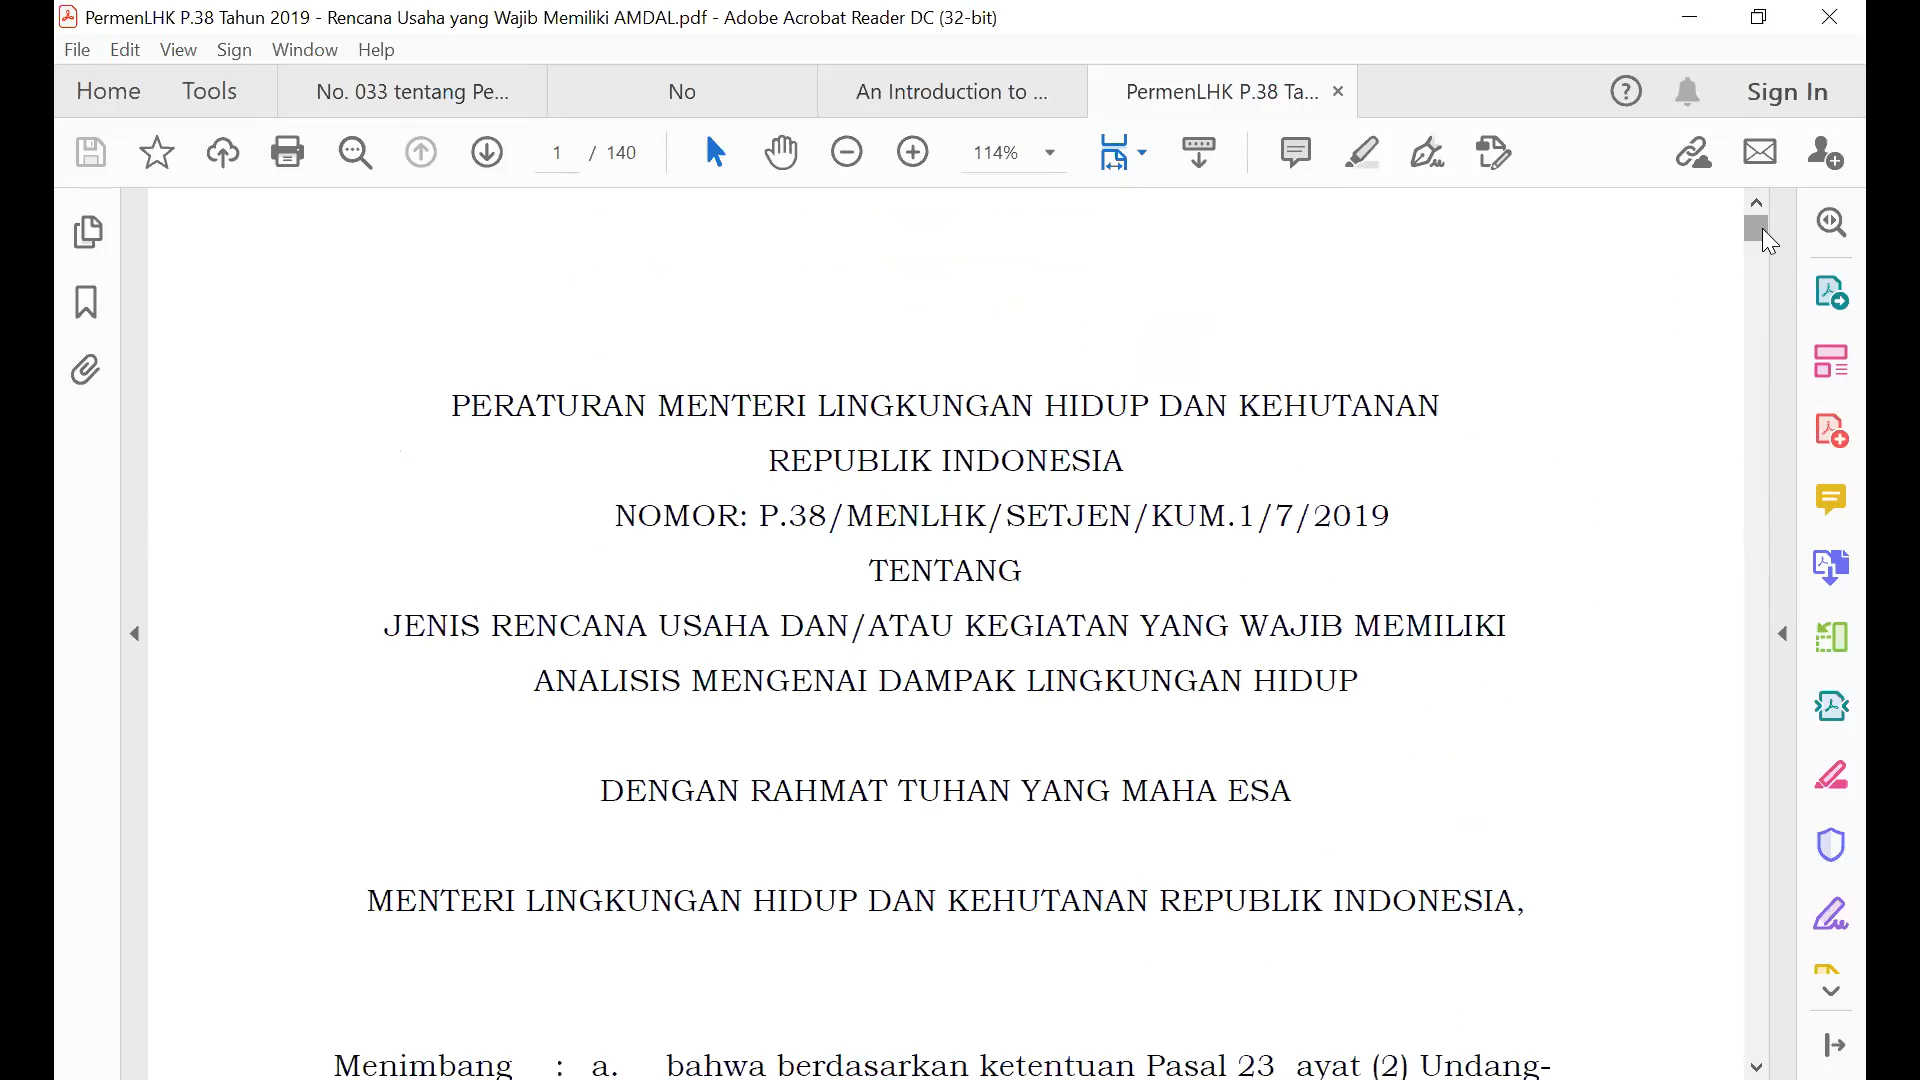 PermenLHK P.38 Tahun 2019 - Rencana Usaha yang Wajib Memiliki AMDAL.pdf - Adobe Acrobat Reader DC (32-bit)
File Edit View Sign Window Help
Home Tools No. 033 tentang Pe... No An Introduction to ... PermenLHK P.38 Ta... Sign In
1 / 140 114%
PERATURAN MENTERI LINGKUNGAN HIDUP DAN KEHUTANAN
REPUBLIK INDONESIA
NOMOR: P.38/MENLHK/SETJEN/KUM.1/7/2019
TENTANG
JENIS RENCANA USAHA DAN/ATAU KEGIATAN YANG WAJIB MEMILIKI
ANALISIS MENGENAI DAMPAK LINGKUNGAN HIDUP
DENGAN RAHMAT TUHAN YANG MAHA ESA
MENTERI LINGKUNGAN HIDUP DAN KEHUTANAN REPUBLIK INDONESIA,
Menimbang : a. bahwa berdasarkan ketentuan Pasal 23 ayat (2) Undang-